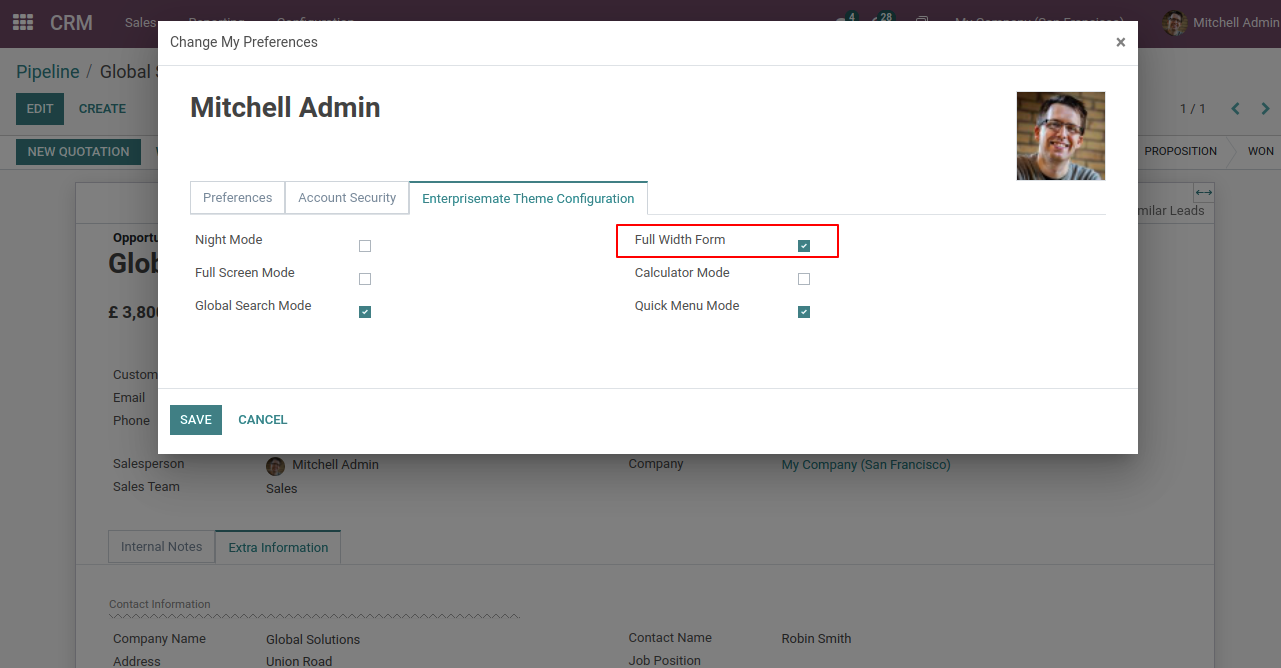 CRM Sales Reporting Configuration 4 28 My Company (San Francisco) Mitchell Admin
Change My Preferences ×
Pipeline / Global
Mitchell Admin
EDIT CREATE 1 / 1
NEW QUOTATION PROPOSITION WON
Preferences Account Security Enterprisemate Theme Configuration
milar Leads
Night Mode Full Width Form
Opportu
Glob
Full Screen Mode Calculator Mode
Global Search Mode Quick Menu Mode
£ 3,800
Custom
Email
Phone
SAVE CANCEL
Salesperson Mitchell Admin Company My Company (San Francisco)
Sales Team Sales
Internal Notes Extra Information
Contact Information
Company Name Global Solutions Contact Name Robin Smith
Address Union Road Job Position